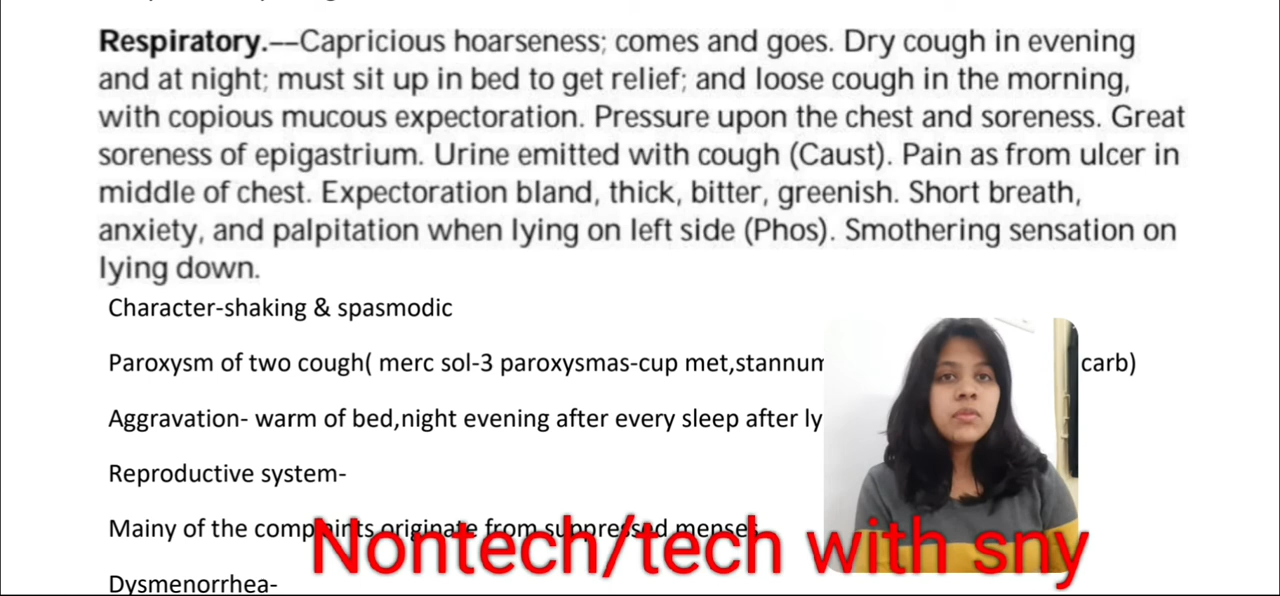 Respiratory.—Capricious hoarseness; comes and goes. Dry cough in evening
and at night; must sit up in bed to get relief; and loose cough in the morning,
with copious mucous expectoration. Pressure upon the chest and soreness. Great
soreness of epigastrium. Urine emitted with cough (Caust). Pain as from ulcer in
middle of chest. Expectoration bland, thick, bitter, greenish. Short breath,
anxiety, and palpitation when lying on left side (Phos). Smothering sensation on
lying down.
Character-shaking & spasmodic
Paroxysm of two cough( merc sol-3 paroxysmas-cup met,stannum carb)
Aggravation- warm of bed,night evening after every sleep after ly
Reproductive system-
Mainy of the complaints originate from suppressed menses
Nontech/tech with sny
Dysmenorrhea-